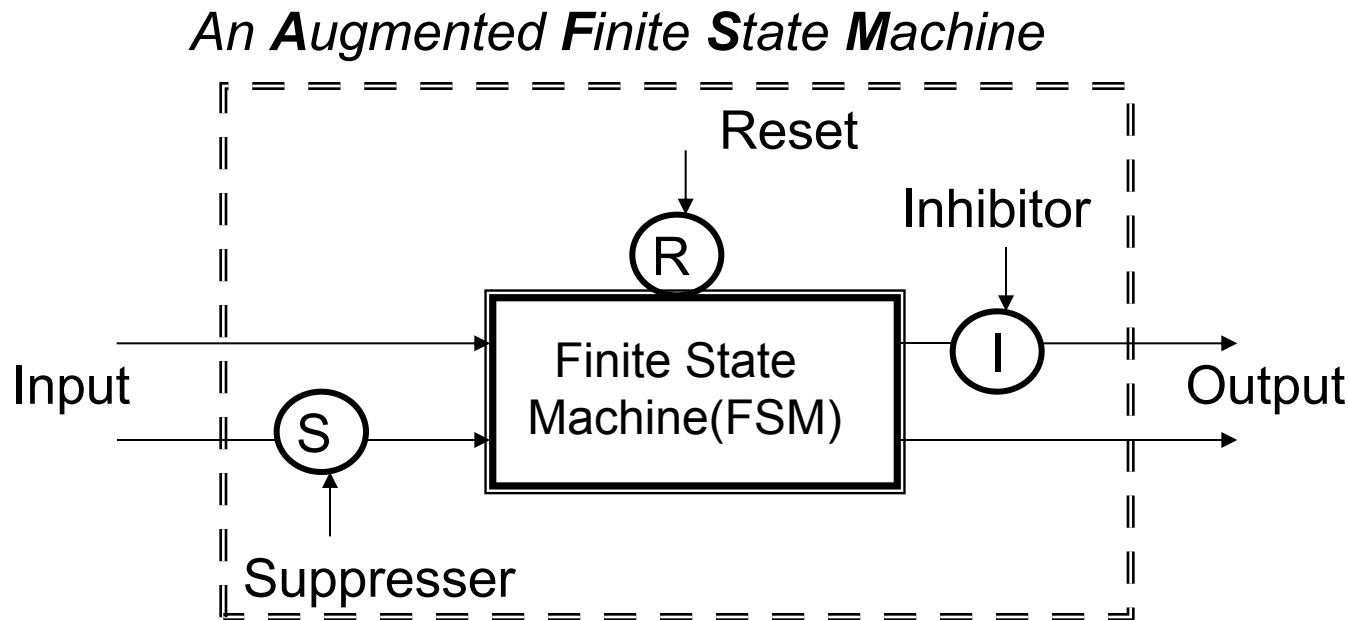 An Augmented Finite State Machine
Reset
Inhibitor
R
Finite State
Machine(FSM)
I
Input
Output
S
Suppresser